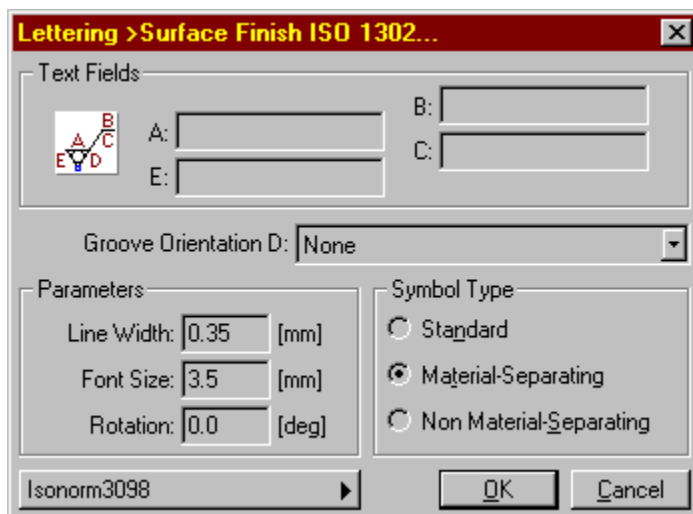 Lettering >Surface Finish ISO 1302...
Text Fields
B
A C
E D
A:
B:
E:
C:
Groove Orientation D: None
Parameters
Line Width: 0.35 [mm]
Font Size: 3.5 [mm]
Rotation: 0.0 [deg]
Symbol Type
Standard
Material-Separating
Non Material-Separating
Isonorm3098
OK
Cancel